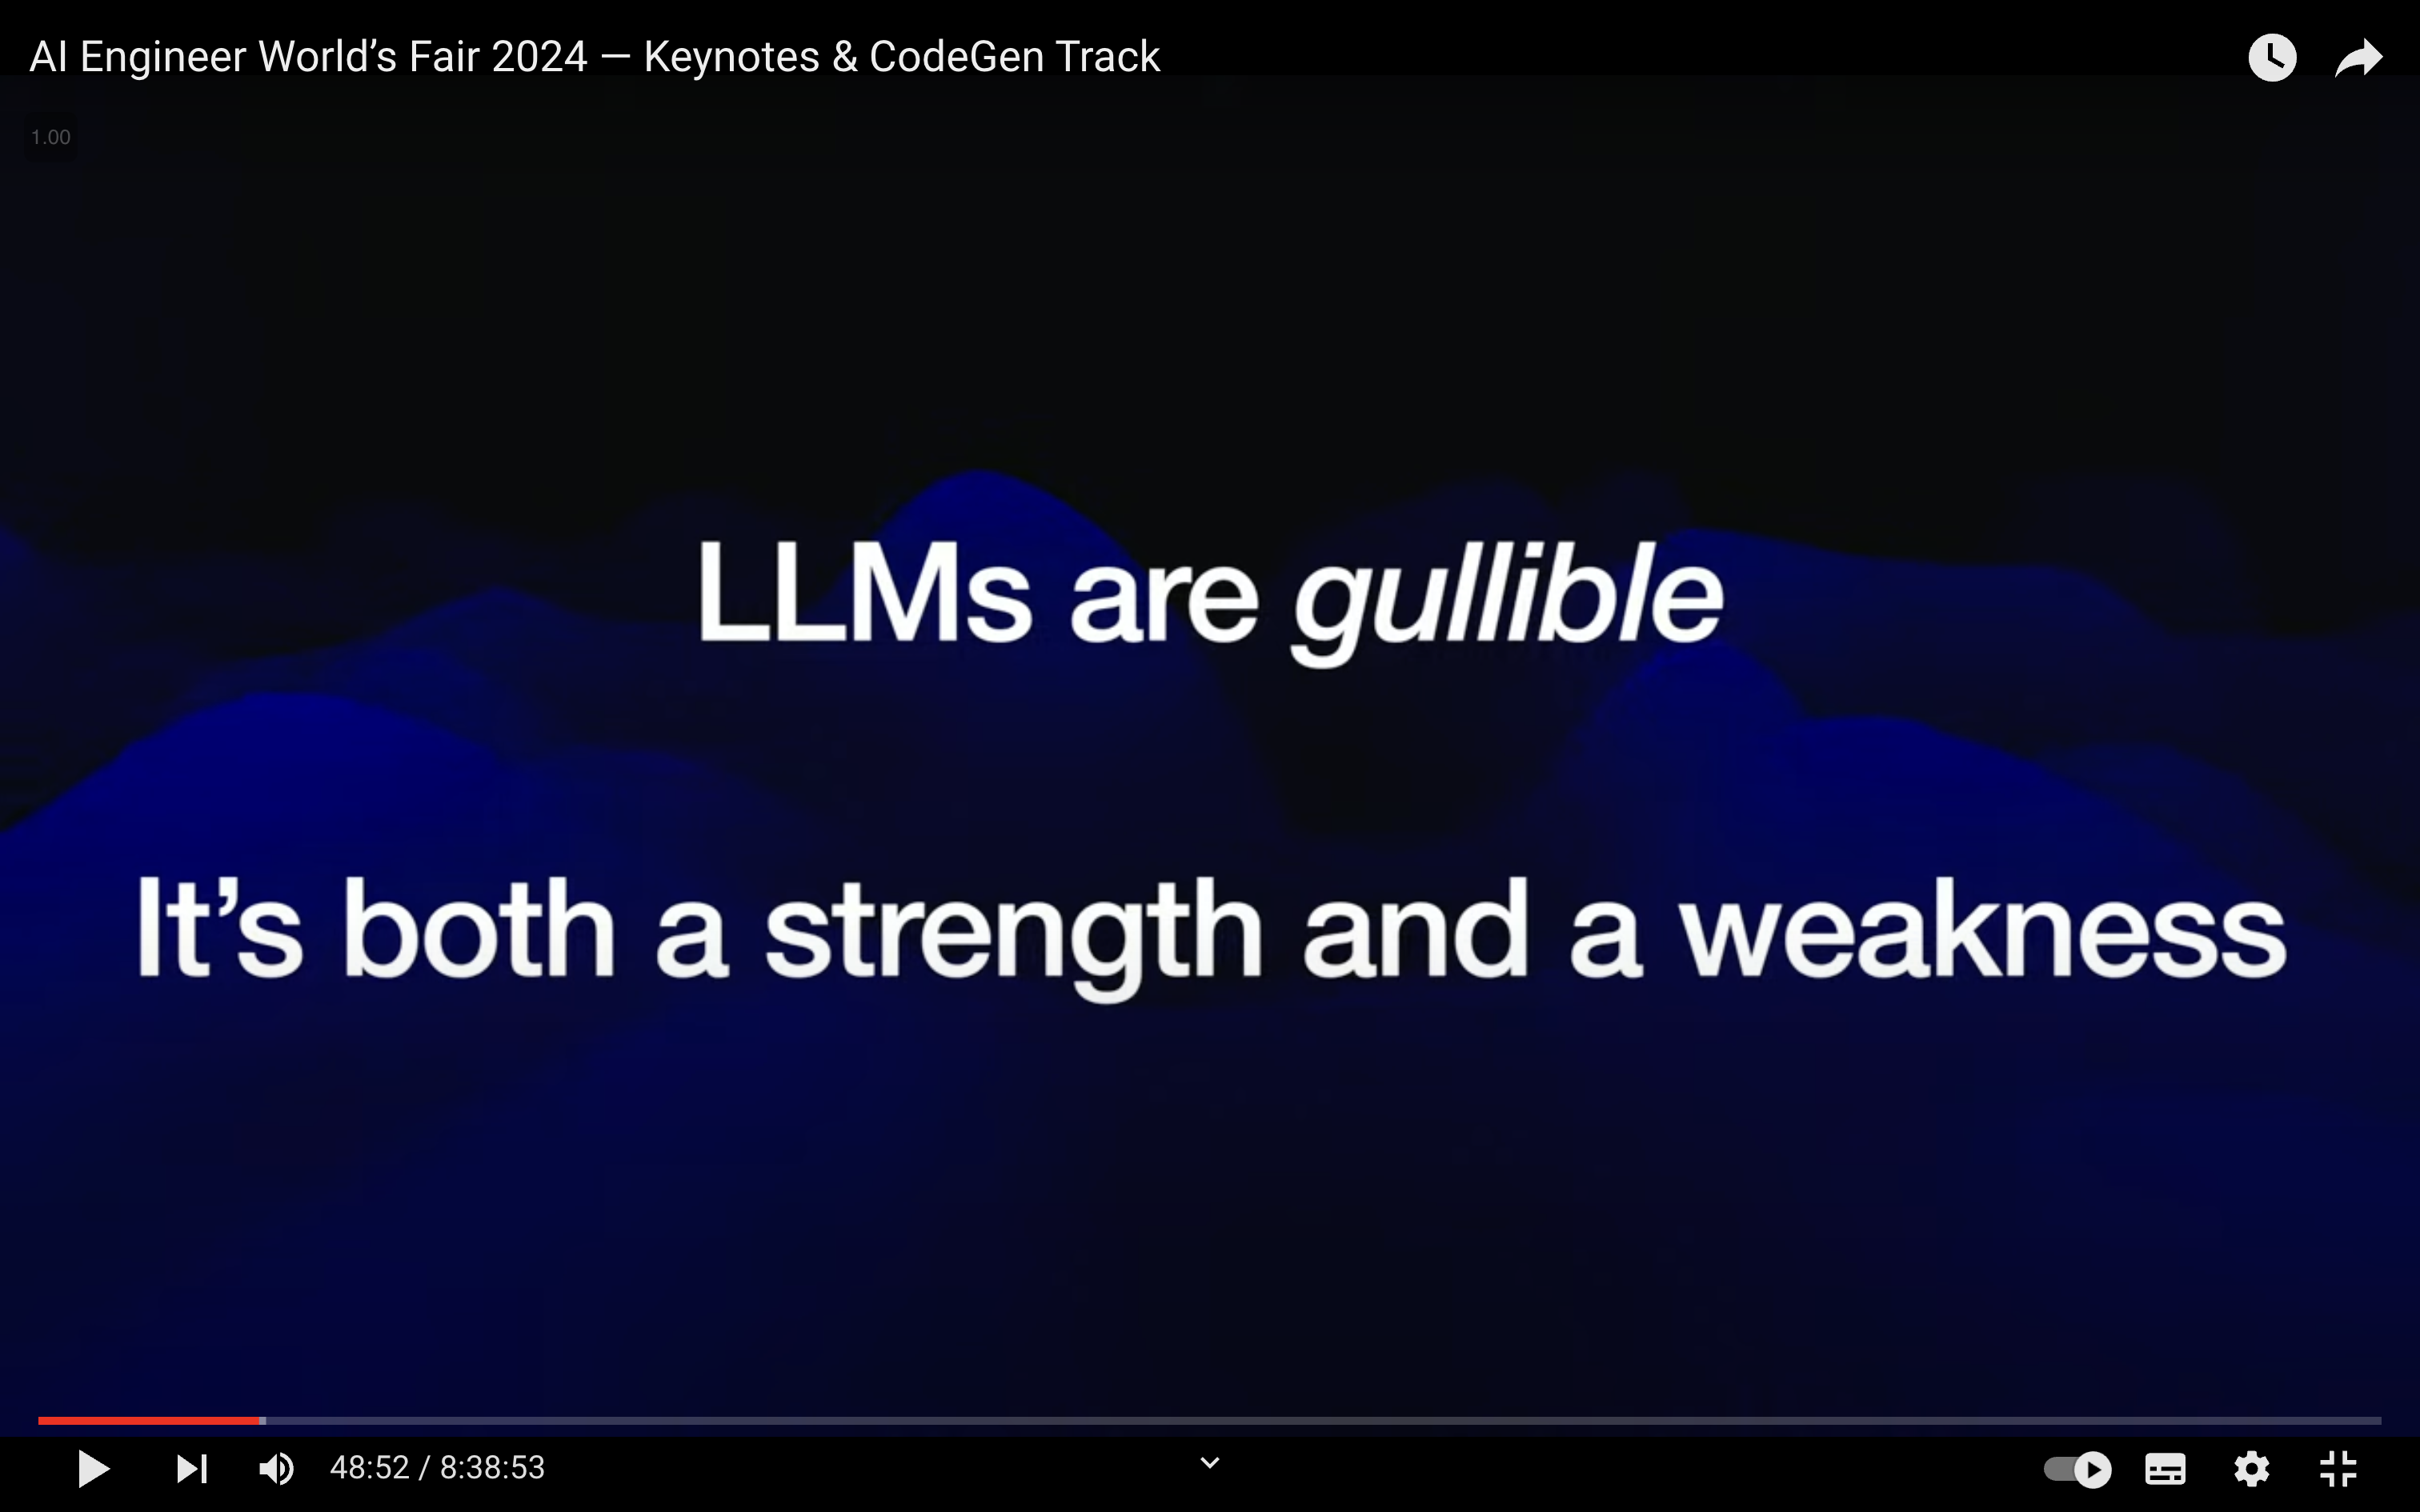 AI Engineer World’s Fair 2024 — Keynotes & CodeGen Track
1.00
LLMs are gullible
It’s both a strength and a weakness
48:52 / 8:38:53